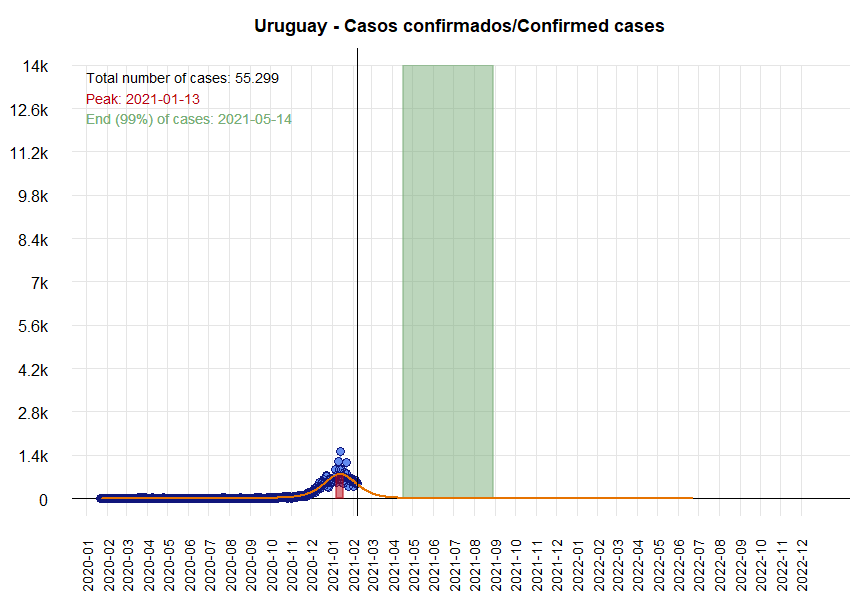 Uruguay - Casos confirmados/Confirmed cases
Total number of cases: 55.299
Peak: 2021-01-13
End (99%) of cases: 2021-05-14
14k
12.6k
11.2k
9.8k
8.4k
7k
5.6k
4.2k
2.8k
1.4k
0
2020-01
2020-02
2020-03
2020-04
2020-05
2020-06
2020-07
2020-08
2020-09
2020-10
2020-11
2020-12
2021-01
2021-02
2021-03
2021-04
2021-05
2021-06
2021-07
2021-08
2021-09
2021-10
2021-11
2021-12
2022-01
2022-02
2022-03
2022-04
2022-05
2022-06
2022-07
2022-08
2022-09
2022-10
2022-11
2022-12